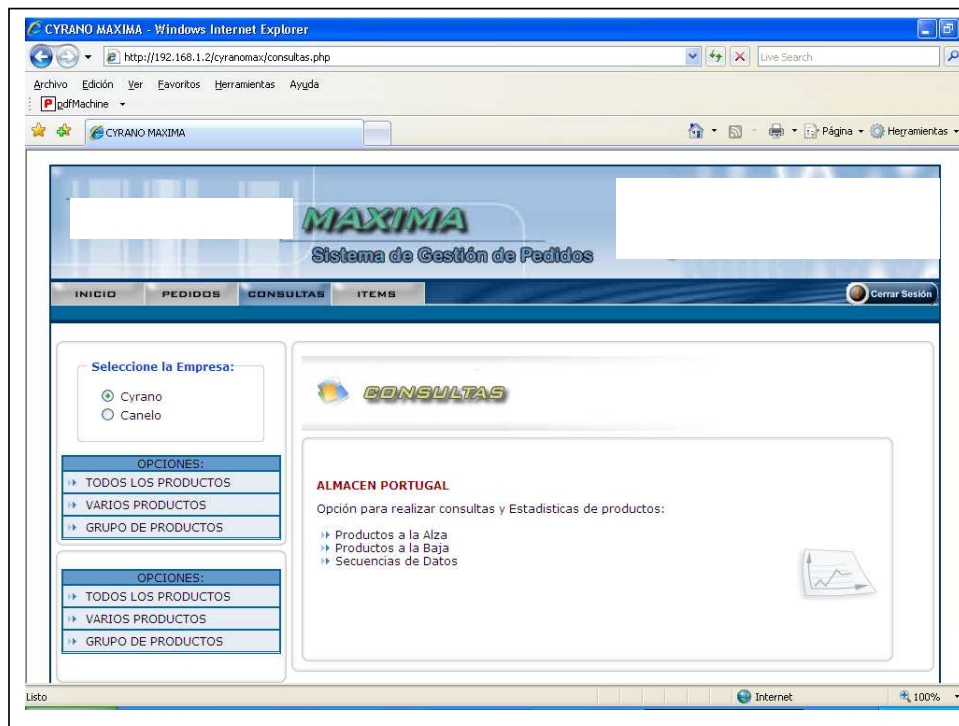 CYRANO MAXIMA - Windows Internet Explorer
http://192.168.1.2/cyranomax/consultas.php
Live Search
Archivo Edición Ver Favoritos Herramientas Ayuda
pdfMachine
CYRANO MAXIMA
Página Herramientas
MAXIMA
Sistema de Gestión de Pedidos
INICIO PEDIDOS CONSULTAS ITEMS Cerrar Sesión
Seleccione la Empresa:
Cyrano
Canelo
OPCIONES:
TODOS LOS PRODUCTOS
VARIOS PRODUCTOS
GRUPO DE PRODUCTOS
OPCIONES:
TODOS LOS PRODUCTOS
VARIOS PRODUCTOS
GRUPO DE PRODUCTOS
CONSULTAS
ALMACEN PORTUGAL
Opción para realizar consultas y Estadisticas de productos:
Productos a la Alza
Productos a la Baja
Secuencias de Datos
Listo Internet 100%